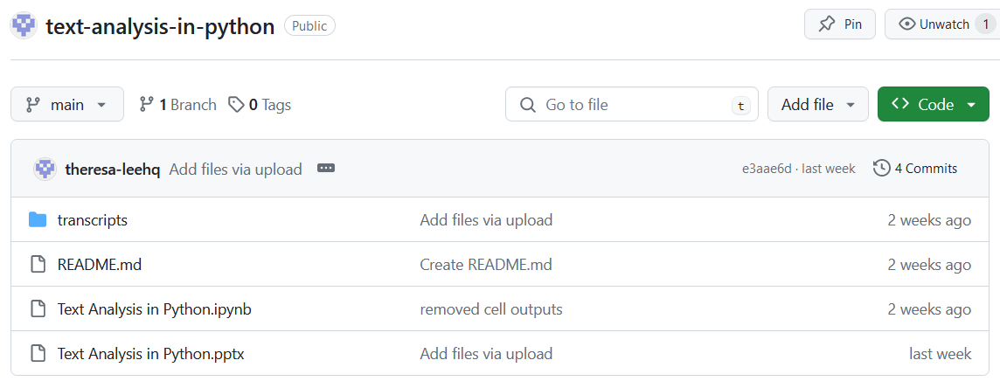 text-analysis-in-python Public Pin Unwatch 1
main 1 Branch 0 Tags Go to file t Add file Code
theresa-leehq Add files via upload e3aae6d · last week 4 Commits
transcripts Add files via upload 2 weeks ago
README.md Create README.md 2 weeks ago
Text Analysis in Python.ipynb removed cell outputs 2 weeks ago
Text Analysis in Python.pptx Add files via upload last week